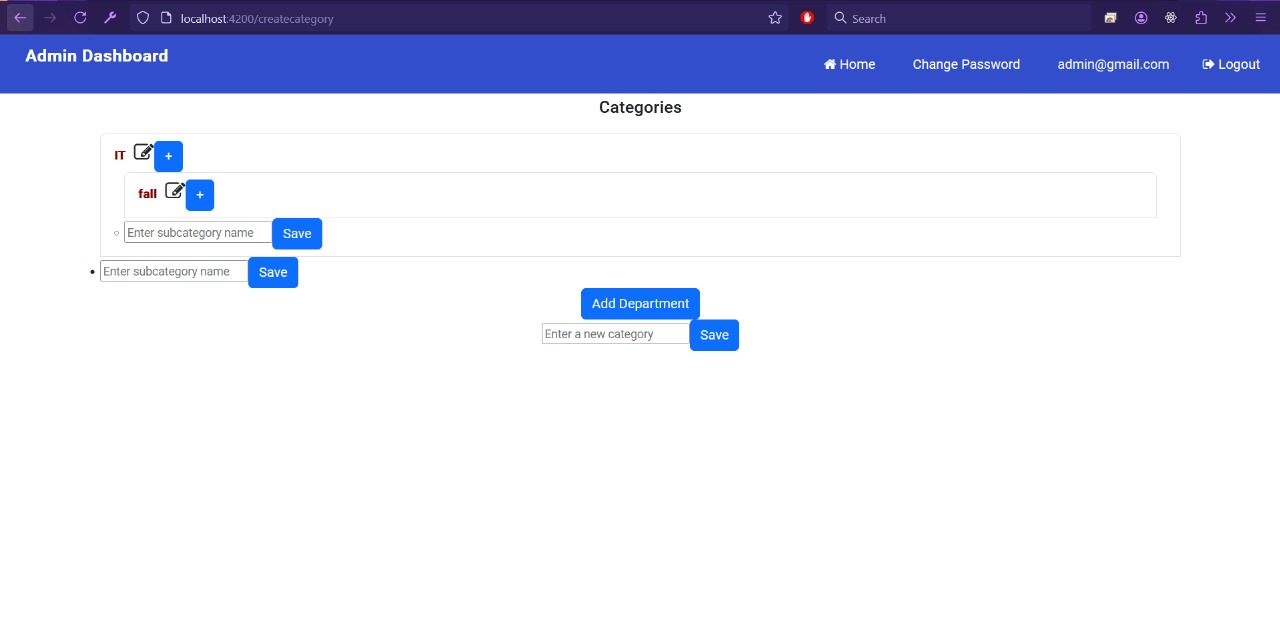 localhost:4200/createcategory
Search
Admin Dashboard
Home
Change Password
admin@gmail.com
Logout
Categories
IT +
fall +
Enter subcategory name Save
Enter subcategory name Save
Add Department
Enter a new category Save